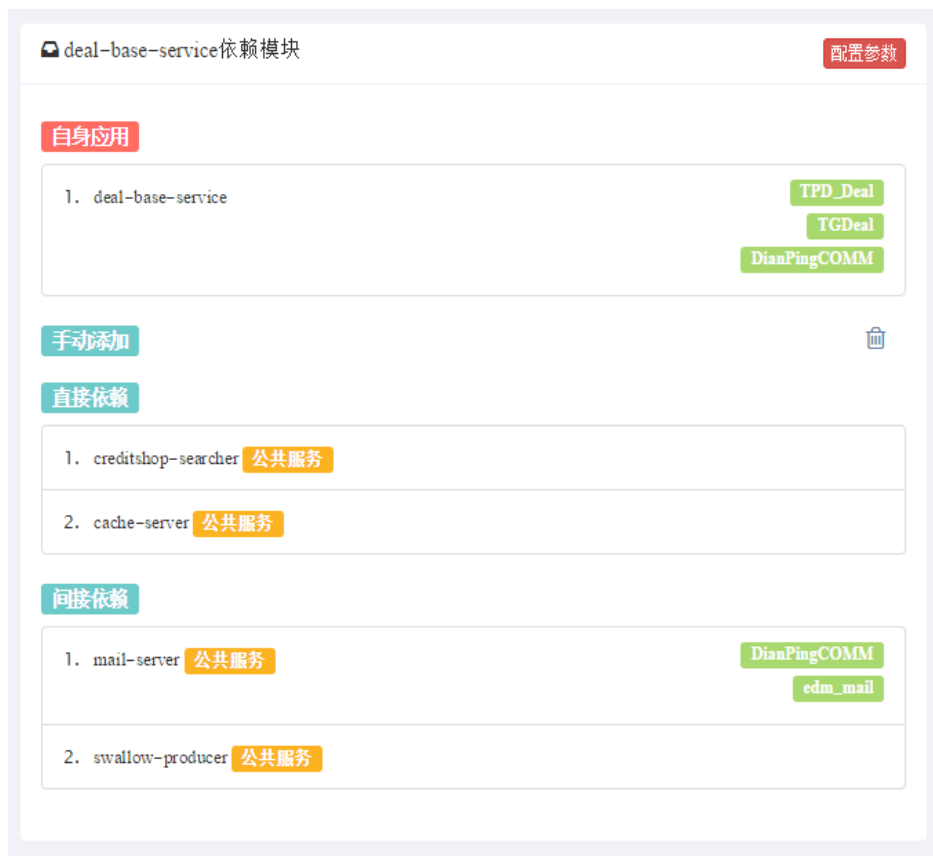 deal-base-service依赖模块
配置参数
自身应用
1. deal-base-service
TPD_Deal
TGDeal
DianPingCOMM
手动添加
直接依赖
1. creditshop-searcher 公共服务
2. cache-server 公共服务
间接依赖
1. mail-server 公共服务
DianPingCOMM
edm_mail
2. swallow-producer 公共服务